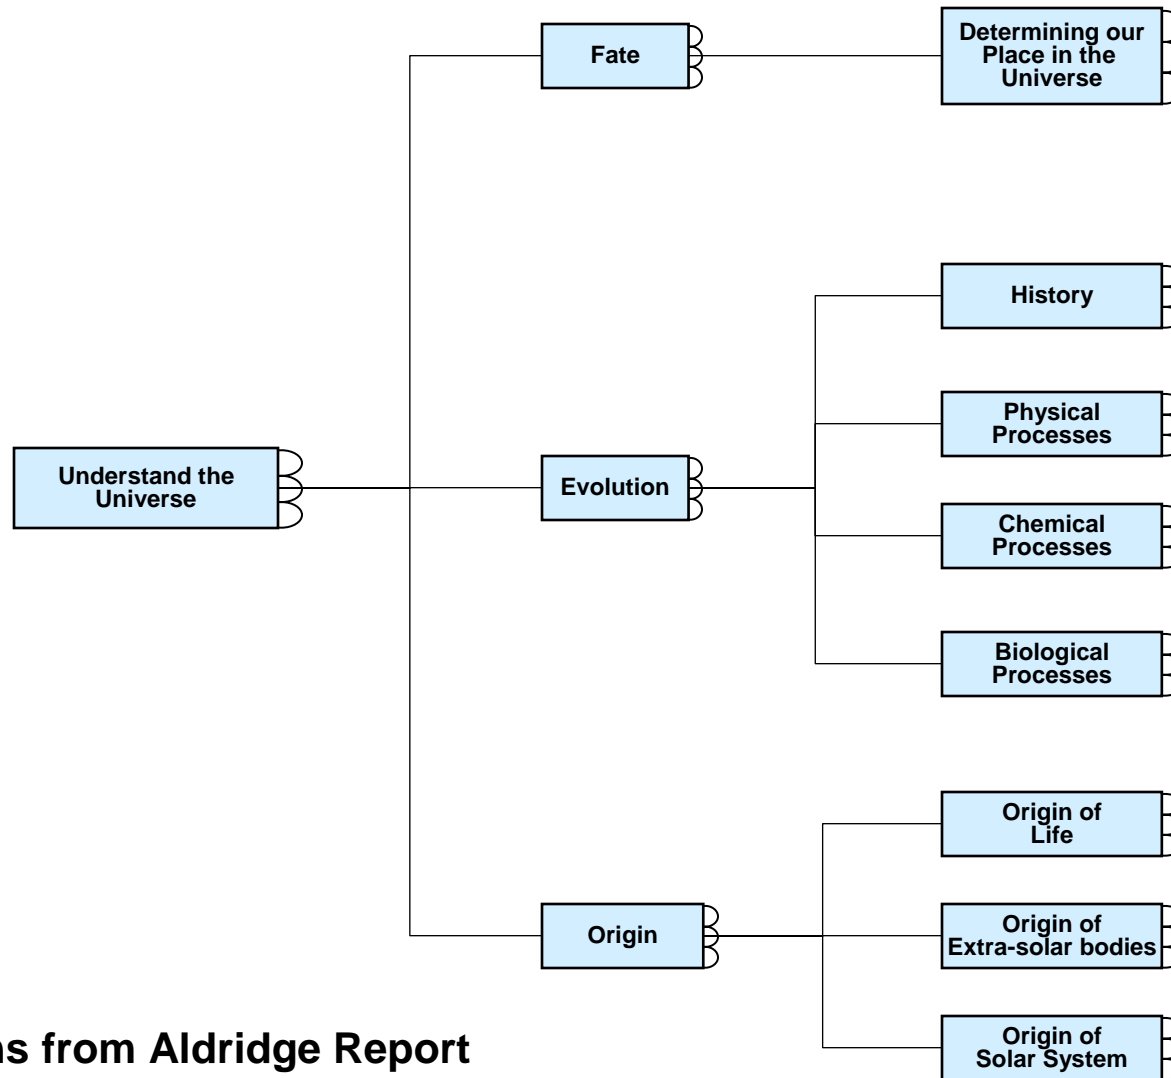 Fate
Determining our
Place in the
Universe
History
Physical
Processes
Understand the
Universe
Evolution
Chemical
Processes
Biological
Processes
Origin of
Life
Origin
Origin of
Extra-solar bodies
from Aldridge Report
Origin of
Solar System